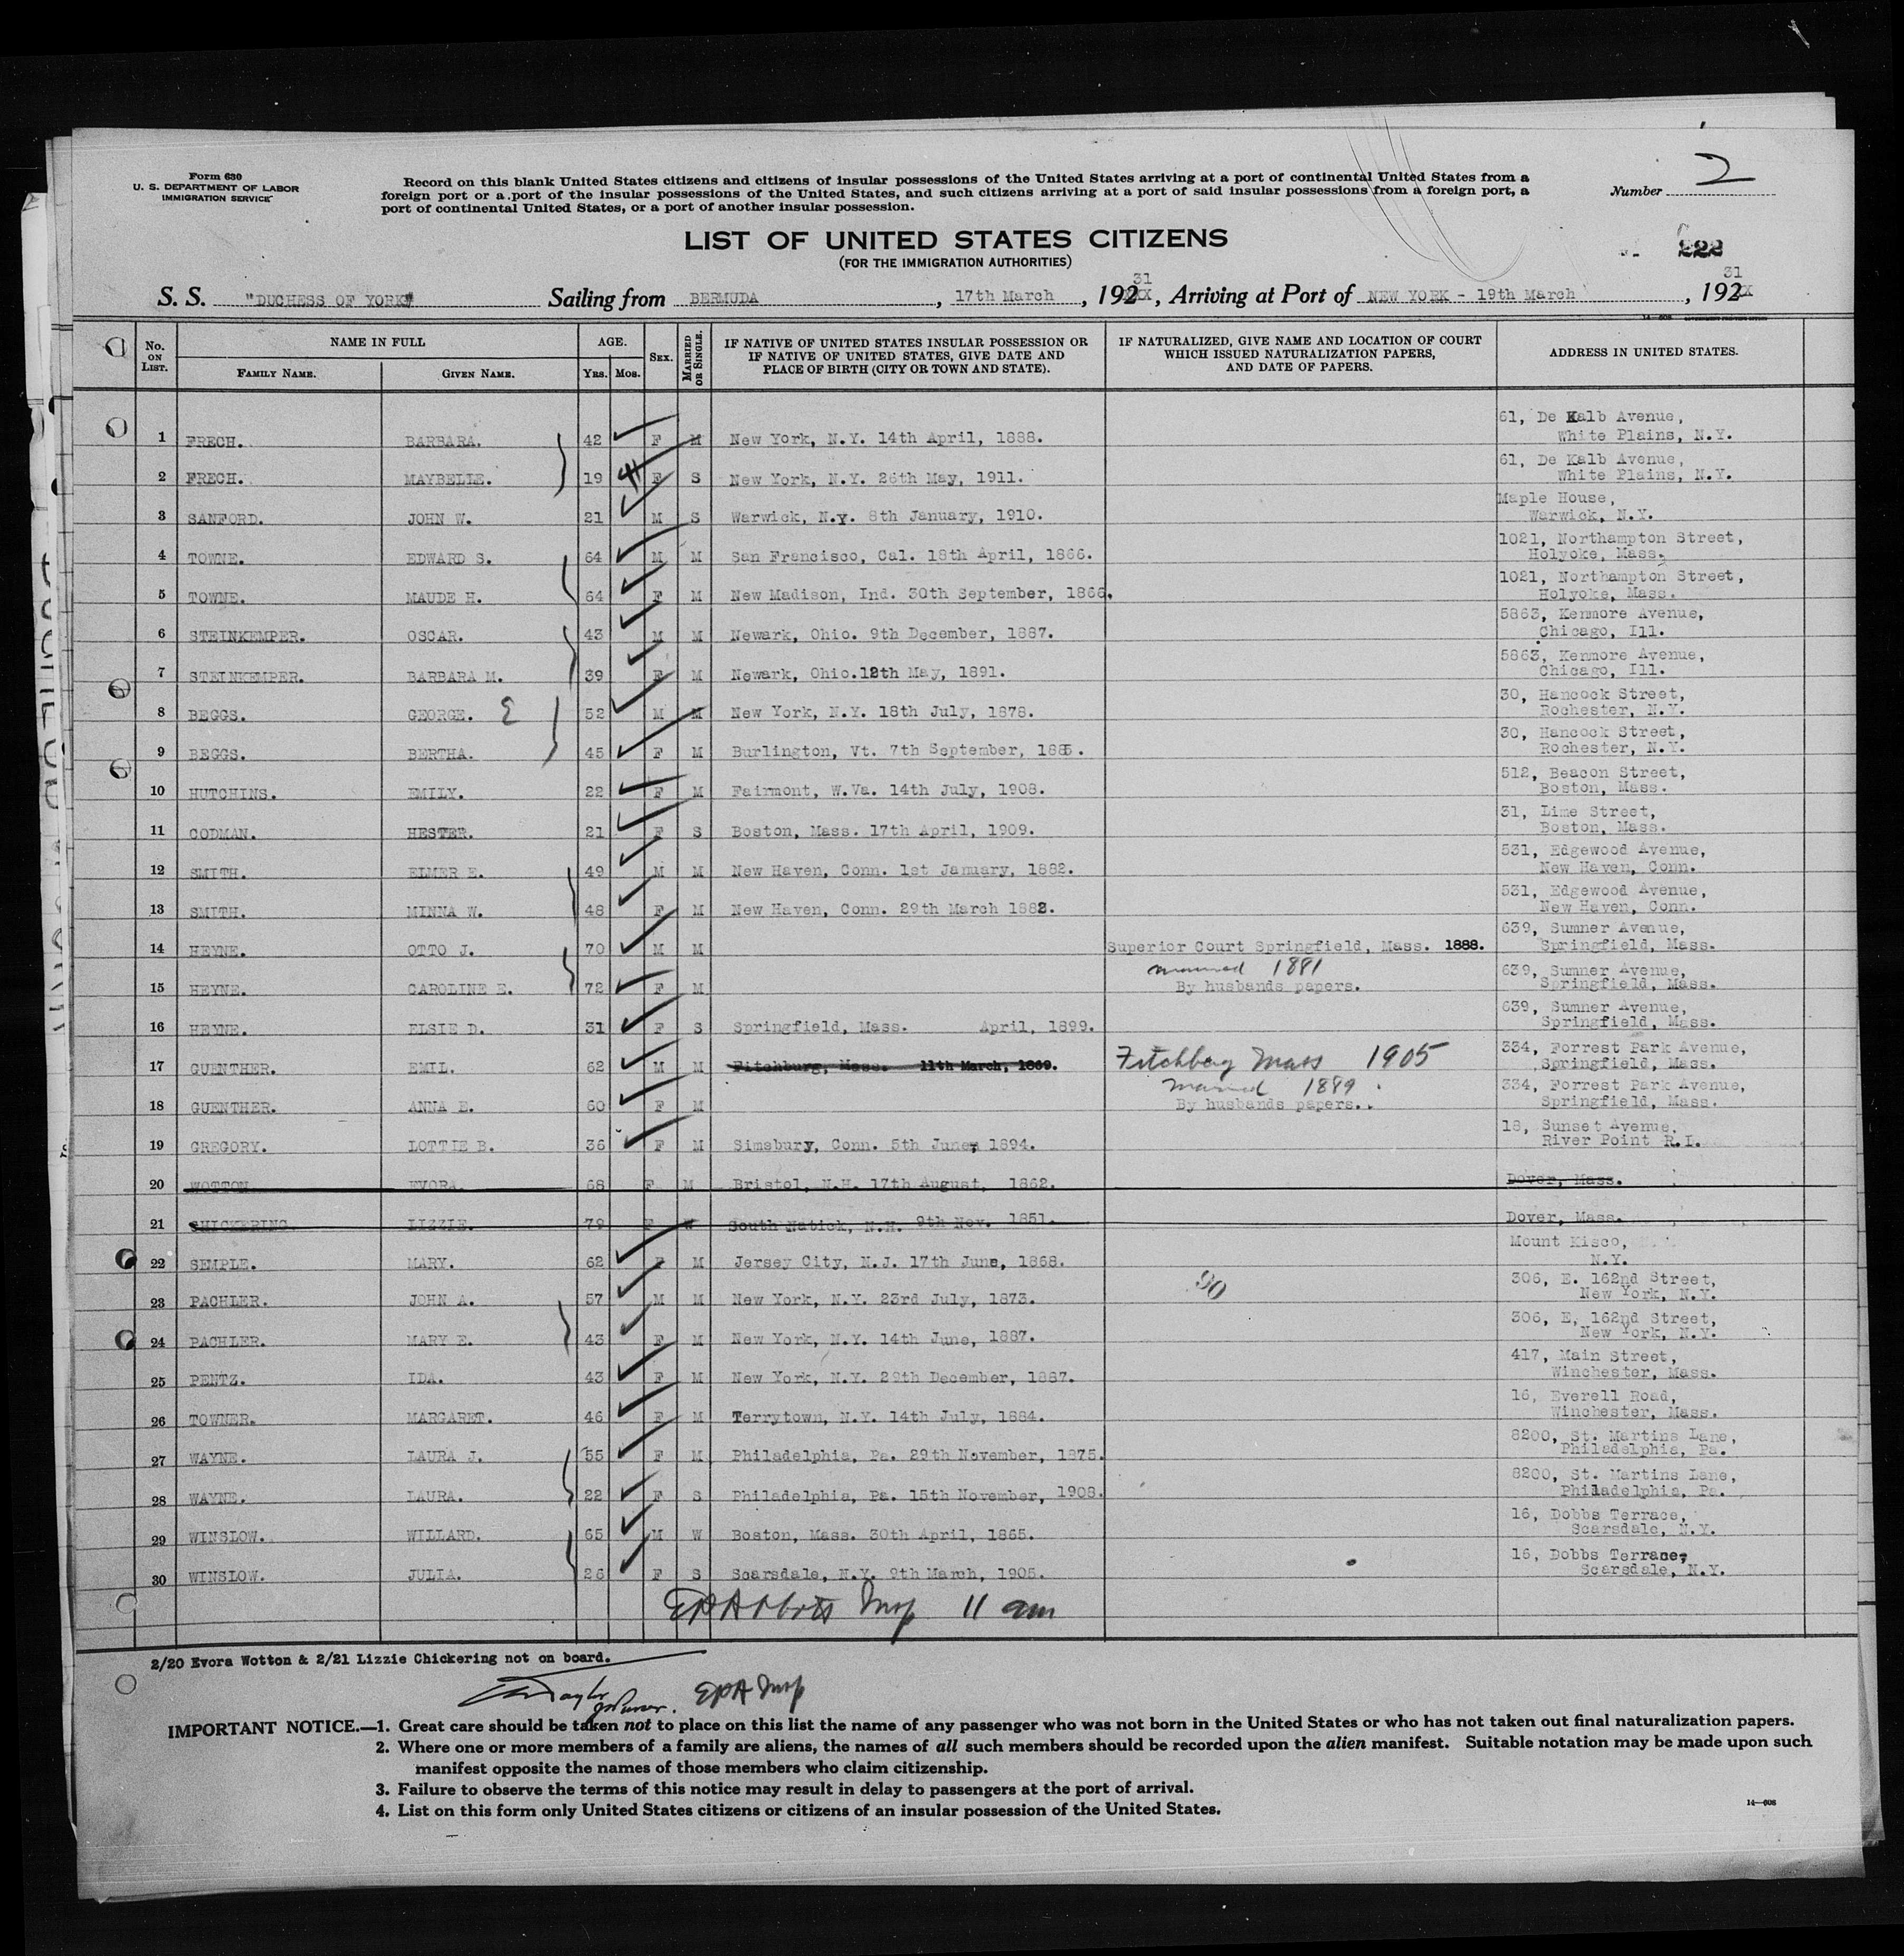 Form 630
U. S. DEPARTMENT OF LABOR
IMMIGRATION SERVICE
Record on this blank United States citizens and citizens of insular possessions of the United States arriving at a port of continental United States from a
foreign port or a port of the insular possessions of the United States, and such citizens arriving at a port of said insular possessions from a foreign port, a
port of continental United States, or a port of another insular possession.
Number 2
LIST OF UNITED STATES CITIZENS
(FOR THE IMMIGRATION AUTHORITIES)
222
S. S. "DUCHESS OF YORK" Sailing from BERMUDA, 17th March, 192XX 31, Arriving at Port of NEW YORK - 19th March, 192XX 31
No. ON LIST. NAME IN FULL AGE. SEX. MARRIED OR SINGLE. IF NATIVE OF UNITED STATES INSULAR POSSESSION OR IF NATIVE OF UNITED STATES, GIVE DATE AND PLACE OF BIRTH (CITY OR TOWN AND STATE). IF NATURALIZED, GIVE NAME AND LOCATION OF COURT WHICH ISSUED NATURALIZATION PAPERS, AND DATE OF PAPERS. ADDRESS IN UNITED STATES.
FAMILY NAME. GIVEN NAME. YRS. MOS.
1 FRECH. BARBARA. 42 F M New York, N.Y. 14th April, 1888. 61, De Kalb Avenue, White Plains, N.Y.
2 FRECH. MAYBELLE. 19 F S New York, N.Y. 26th May, 1911. 61, De Kalb Avenue, White Plains, N.Y.
3 SANFORD. JOHN W. 21 M S Warwick, N.Y. 8th January, 1910. Maple House, Warwick, N.Y.
4 TOWNE. EDWARD S. 64 M M San Francisco, Cal. 18th April, 1866. 1021, Northampton Street, Holyoke, Mass.
5 TOWNE. MAUDE H. 64 F M New Madison, Ind. 30th September, 1866. 1021, Northampton Street, Holyoke, Mass.
6 STEINKEMPER. OSCAR. 43 M M Newark, Ohio. 9th December, 1887. 5863, Kenmore Avenue, Chicago, Ill.
7 STEINKEMPER. BARBARA M. 39 F M Newark, Ohio. 12th May, 1891. 5863, Kenmore Avenue, Chicago, Ill.
8 BEGGS. GEORGE. E 52 M M New York, N.Y. 18th July, 1878. 30, Hancock Street, Rochester, N.Y.
9 BEGGS. BERTHA. 45 F M Burlington, Vt. 7th September, 1885. 30, Hancock Street, Rochester, N.Y.
10 HUTCHINS. EMILY. 22 F M Fairmont, W.Va. 14th July, 1908. 512, Beacon Street, Boston, Mass.
11 CODMAN. HESTER. 21 F S Boston, Mass. 17th April, 1909. 31, Lime Street, Boston, Mass.
12 SMITH. ELMER E. 49 M M New Haven, Conn. 1st January, 1882. 531, Edgewood Avenue, New Haven, Conn.
13 SMITH. MINNA W. 48 F M New Haven, Conn. 29th March 1882. 531, Edgewood Avenue, New Haven, Conn.
14 HEYNE. OTTO J. 70 M M Superior Court Springfield, Mass. 1888. 639, Sumner Avenue, Springfield, Mass.
married 1881
15 HEYNE. CAROLINE E. 72 F M By husbands papers. 639, Sumner Avenue, Springfield, Mass.
16 HEYNE. ELSIE D. 31 F S Springfield, Mass. April, 1899. 639, Sumner Avenue, Springfield, Mass.
17 GUENTHER. EMIL. 62 M M Fitchburg, Mass. 11th March, 1869. Fitchburg Mass 1905 334, Forrest Park Avenue, Springfield, Mass.
married 1899
18 GUENTHER. ANNA E. 60 F M By husbands papers.. 334, Forrest Park Avenue, Springfield, Mass.
19 GREGORY. LOTTIE B. 36 F M Simsbury, Conn. 5th June, 1894. 18, Sunset Avenue. River Point R.I.
20 WOTTON EVORA. 68 F M Bristol, N.H. 17th August, 1862. Dover, Mass.
21 CHICKERING. LIZZIE. 79 F W South Natick, N.H. 9th Nov. 1851. Dover, Mass.
22 SEMPLE. MARY. 62 F M Jersey City, N.J. 17th June, 1868. Mount Kisco, N.Y.
23 PACHLER. JOHN A. 57 M M New York, N.Y. 23rd July, 1873. 90 306, E. 162nd Street, New York, N.Y.
24 PACHLER. MARY E. 43 F M New York, N.Y. 14th June, 1887. 306, E, 162nd Street, New York, N.Y.
25 PENTZ. IDA. 43 F M New York, N.Y. 29th December, 1887. 417, Main Street, Winchester, Mass.
26 TOWNER. MARGARET. 46 F M Terrytown, N.Y. 14th July, 1884. 16, Everell Road, Winchester, Mass.
27 WAYNE. LAURA J. 55 F M Philadelphia, Pa. 29th November, 1875. 8200, St. Martins Lane, Philadelphia, Pa.
28 WAYNE. LAURA. 22 F S Philadelphia, Pa. 15th November, 1908. 8200, St. Martins Lane, Philadelphia, Pa.
29 WINSLOW. WILLARD. 65 M W Boston, Mass. 30th April, 1865. 16, Dobbs Terrace, Scarsdale, N.Y.
30 WINSLOW. JULIA. 26 F S Scarsdale, N.Y. 9th March, 1905. 16, Dobbs Terrace, Scarsdale, N.Y.
Insp 11 am
2/20 Evora Wotton & 2/21 Lizzie Chickering not on board.
Taylor EPA Insp
IMPORTANT NOTICE.—1. Great care should be taken not to place on this list the name of any passenger who was not born in the United States or who has not taken out final naturalization papers.
2. Where one or more members of a family are aliens, the names of all such members should be recorded upon the alien manifest. Suitable notation may be made upon such
manifest opposite the names of those members who claim citizenship.
3. Failure to observe the terms of this notice may result in delay to passengers at the port of arrival.
4. List on this form only United States citizens or citizens of an insular possession of the United States.
14—608